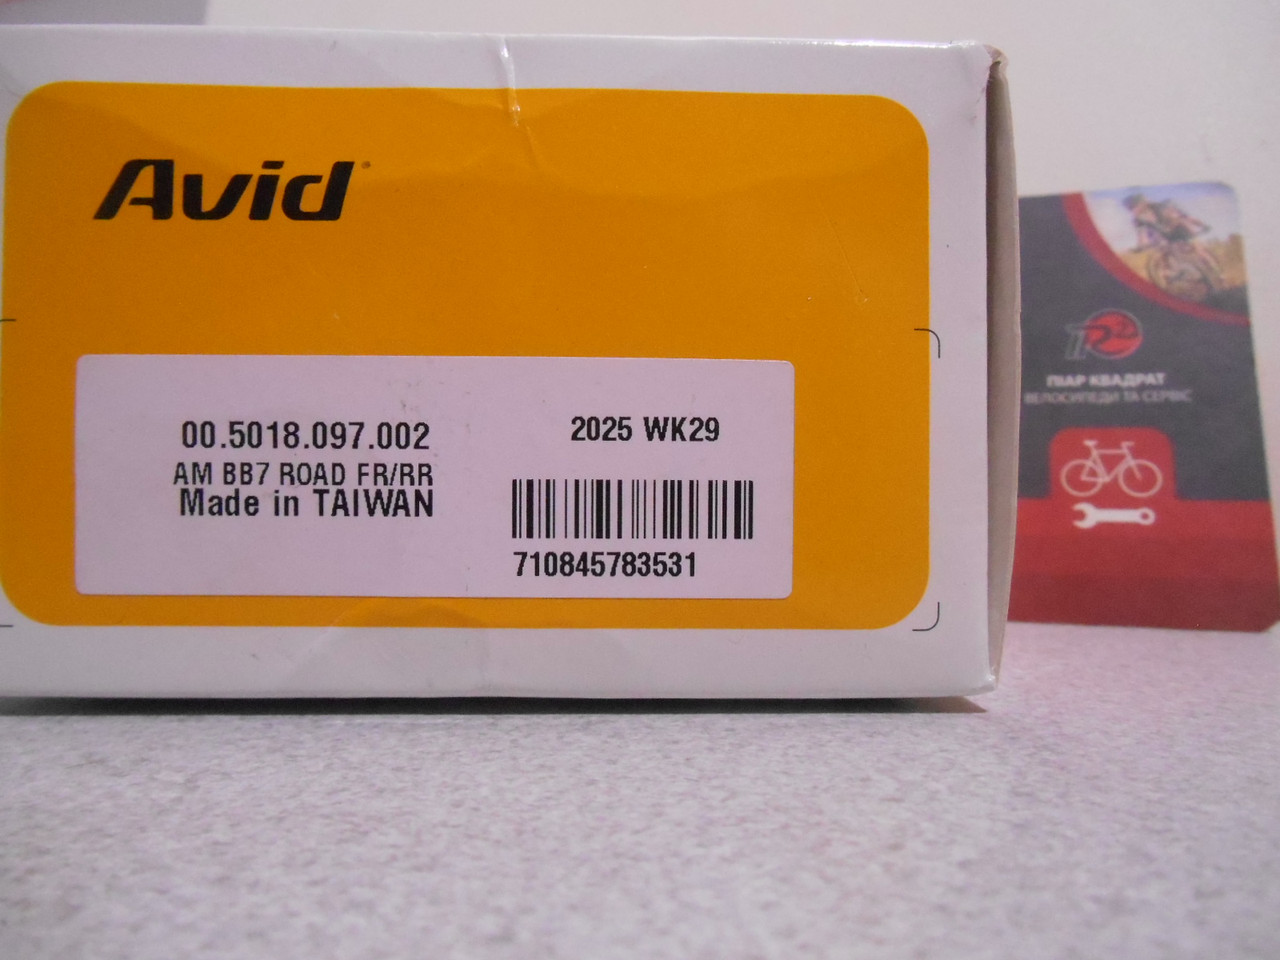 Avid
00.5018.097.002
AM BB7 ROAD FR/RR
Made in TAIWAN
2025 WK29
710845783531
ПІАР КВАДРАТ
ВЕЛОСИПЕДИ ТА СЕРВІС